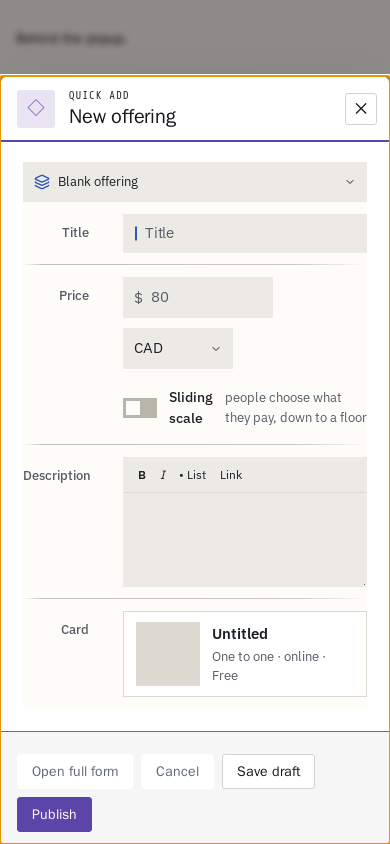 Behind the popup.
QUICK ADD
New offering
Blank offering
Title
Title
Price
$ 80
CAD
Sliding scale
people choose what
they pay, down to a floor
Description
B I • List Link
Card
Untitled
One to one · online ·
Free
Open full form
Cancel
Save draft
Publish